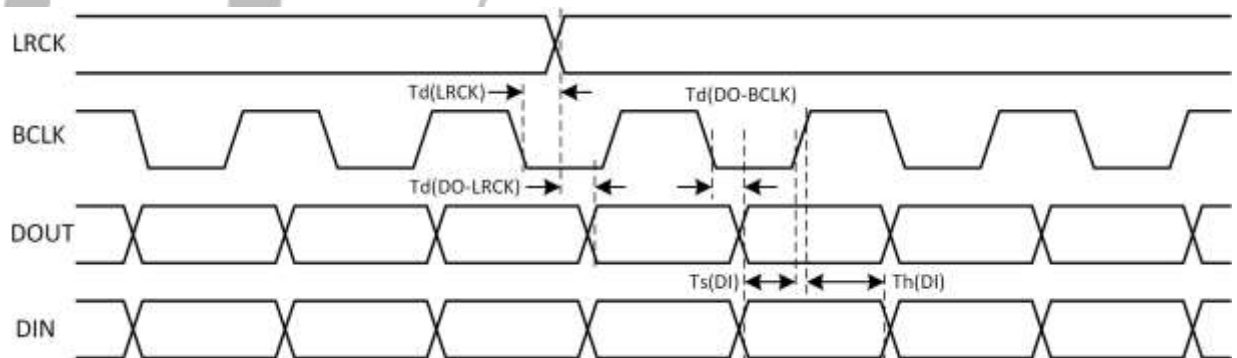 LRCK
Td(LRCK)
Td(DO-BCLK)
BCLK
Td(DO-LRCK)
DOUT
Ts(DI)
Th(DI)
DIN